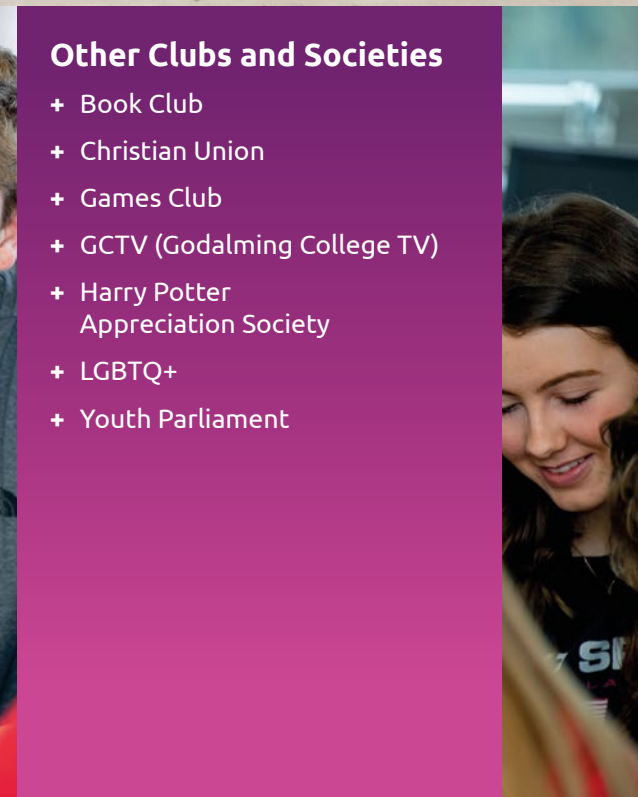 Other Clubs and Societies
+ Book Club
+ Christian Union
+ Games Club
+ GCTV (Godalming College TV)
+ Harry Potter
Appreciation Society
+ LGBTQ+
+ Youth Parliament